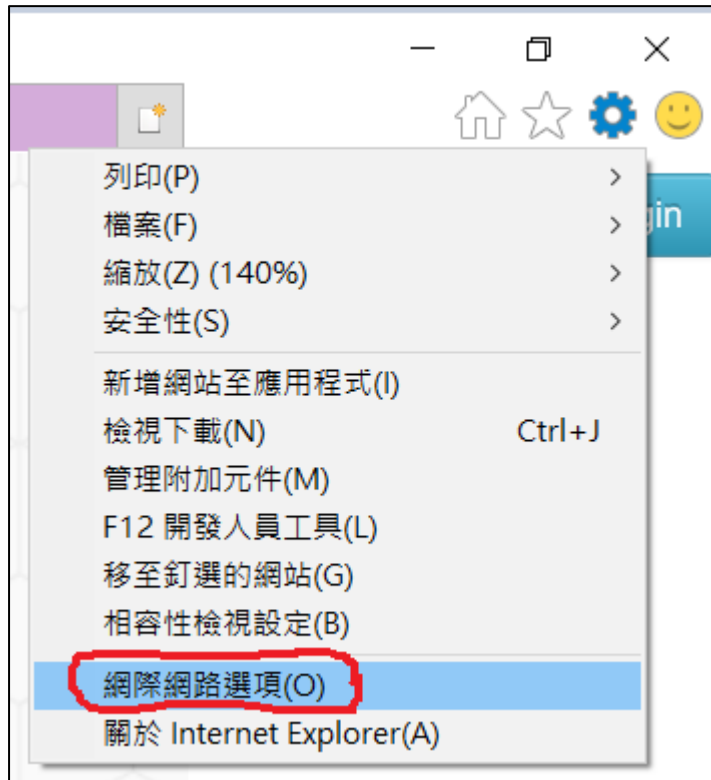 列印(P)
檔案(F)
縮放(Z) (140%)
安全性(S)
新增網站至應用程式(I)
檢視下載(N) Ctrl+J
管理附加元件(M)
F12 開發人員工具(L)
移至釘選的網站(G)
相容性檢視設定(B)
網際網路選項(O)
關於 Internet Explorer(A)